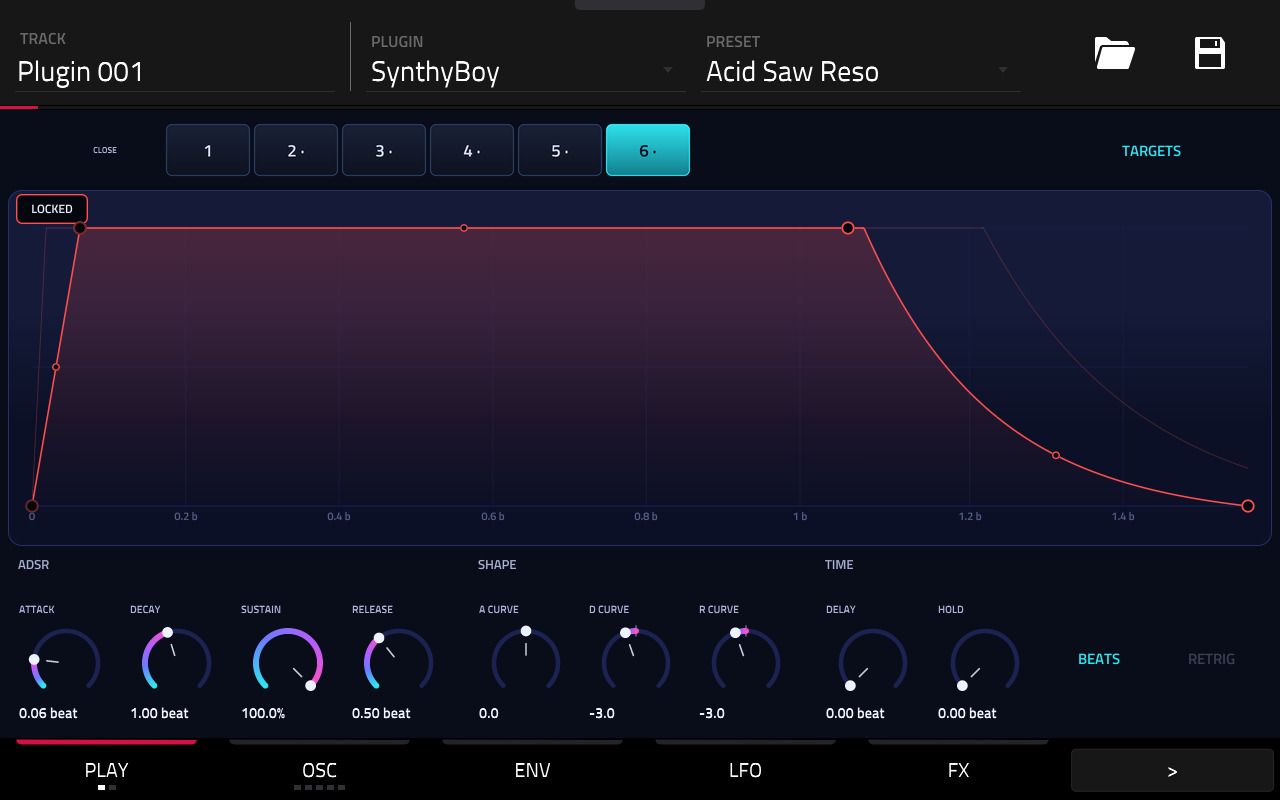 TRACK
Plugin 001
PLUGIN
SynthyBoy
PRESET
Acid Saw Reso
CLOSE
1
2 ·
3 ·
4 ·
5 ·
6 ·
TARGETS
LOCKED
0
0.2 b
0.4 b
0.6 b
0.8 b
1 b
1.2 b
1.4 b
ADSR
SHAPE
TIME
ATTACK
DECAY
SUSTAIN
RELEASE
A CURVE
D CURVE
R CURVE
DELAY
HOLD
BEATS
RETRIG
0.06 beat
1.00 beat
100.0%
0.50 beat
0.0
-3.0
-3.0
0.00 beat
0.00 beat
PLAY
OSC
ENV
LFO
FX
>